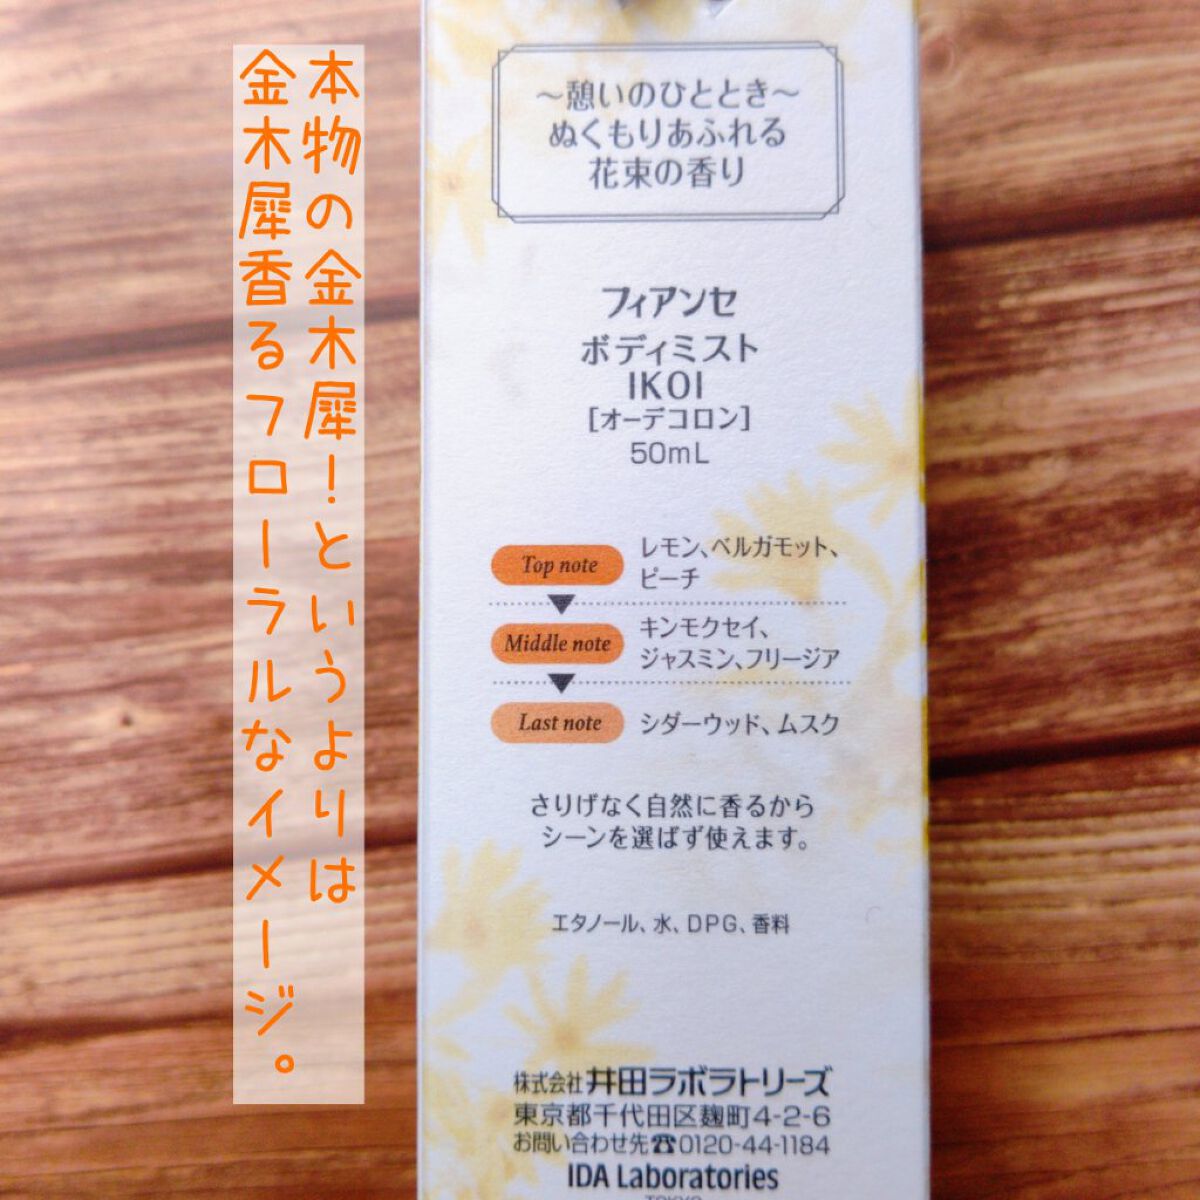 本物の金木犀！というよりは
金木犀香るフローラルなイメージ。
～憩いのひととき～
ぬくもりあふれる
花束の香り
フィアンセ
ボディミスト
IKOI
［オーデコロン］
50mL
Top note
レモン、ベルガモット、
ピーチ
Middle note
キンモクセイ、
ジャスミン、フリージア
Last note
シダーウッド、ムスク
さりげなく自然に香るから
シーンを選ばず使えます。
エタノール、水、DPG、香料
株式会社 井田ラボラトリーズ
東京都千代田区麹町4-2-6
お問い合わせ先☎0120-44-1184
IDA Laboratories
TOKYO